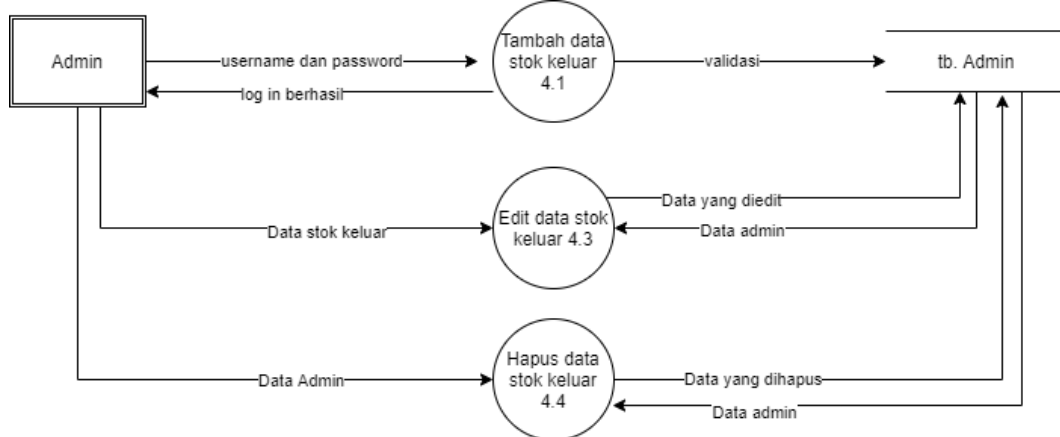 Admin
username dan password
log in berhasil
Tambah data
stok keluar
4.1
validasi
tb. Admin
Data stok keluar
Edit data stok
keluar 4.3
Data yang diedit
Data admin
Data Admin
Hapus data
stok keluar
4.4
Data yang dihapus
Data admin